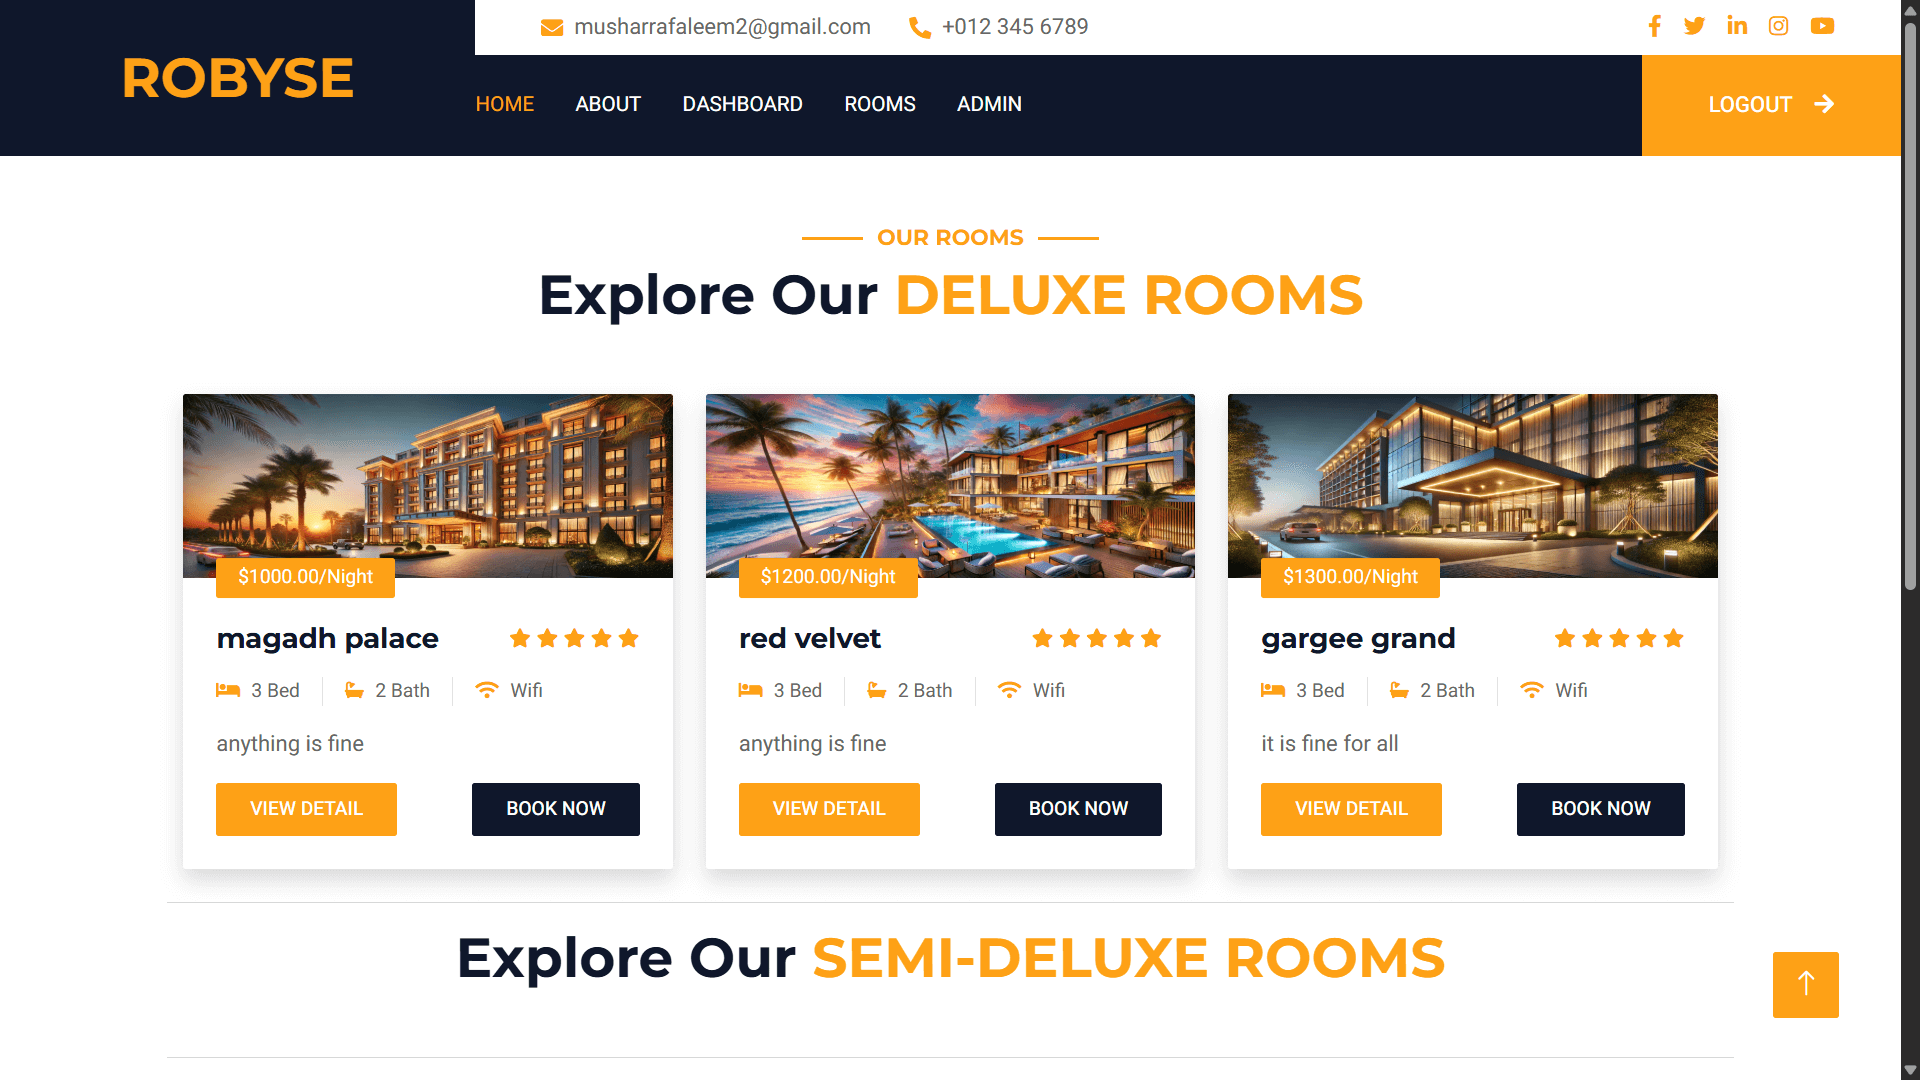 musharrafaleem2@gmail.com +012 345 6789
ROBYSE
HOME ABOUT DASHBOARD ROOMS ADMIN LOGOUT
OUR ROOMS
Explore Our DELUXE ROOMS
$1000.00/Night
magadh palace
3 Bed 2 Bath Wifi
anything is fine
VIEW DETAIL BOOK NOW
$1200.00/Night
red velvet
3 Bed 2 Bath Wifi
anything is fine
VIEW DETAIL BOOK NOW
$1300.00/Night
gargee grand
3 Bed 2 Bath Wifi
it is fine for all
VIEW DETAIL BOOK NOW
Explore Our SEMI-DELUXE ROOMS